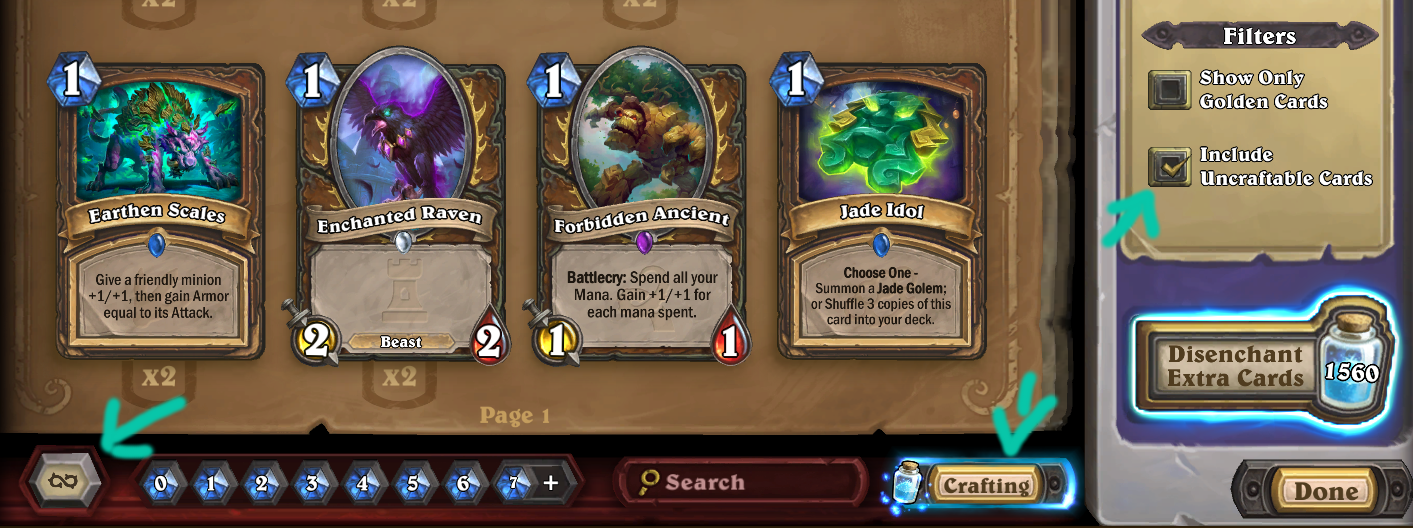 x2
x2
Filters
Show Only
Golden Cards
Include
Uncraftable Cards
1
Earthen Scales
Give a friendly minion
+1/+1, then gain Armor
equal to its Attack.
x2
1
Enchanted Raven
2
Beast
2
x2
1
Forbidden Ancient
Battlecry: Spend all your
Mana. Gain +1/+1 for
each mana spent.
1
1
1
Jade Idol
Choose One -
Summon a Jade Golem;
or Shuffle 3 copies of this
card into your deck.
Disenchant
Extra Cards
1560
Page 1
0 1 2 3 4 5 6 7 +
Search
Crafting
Done